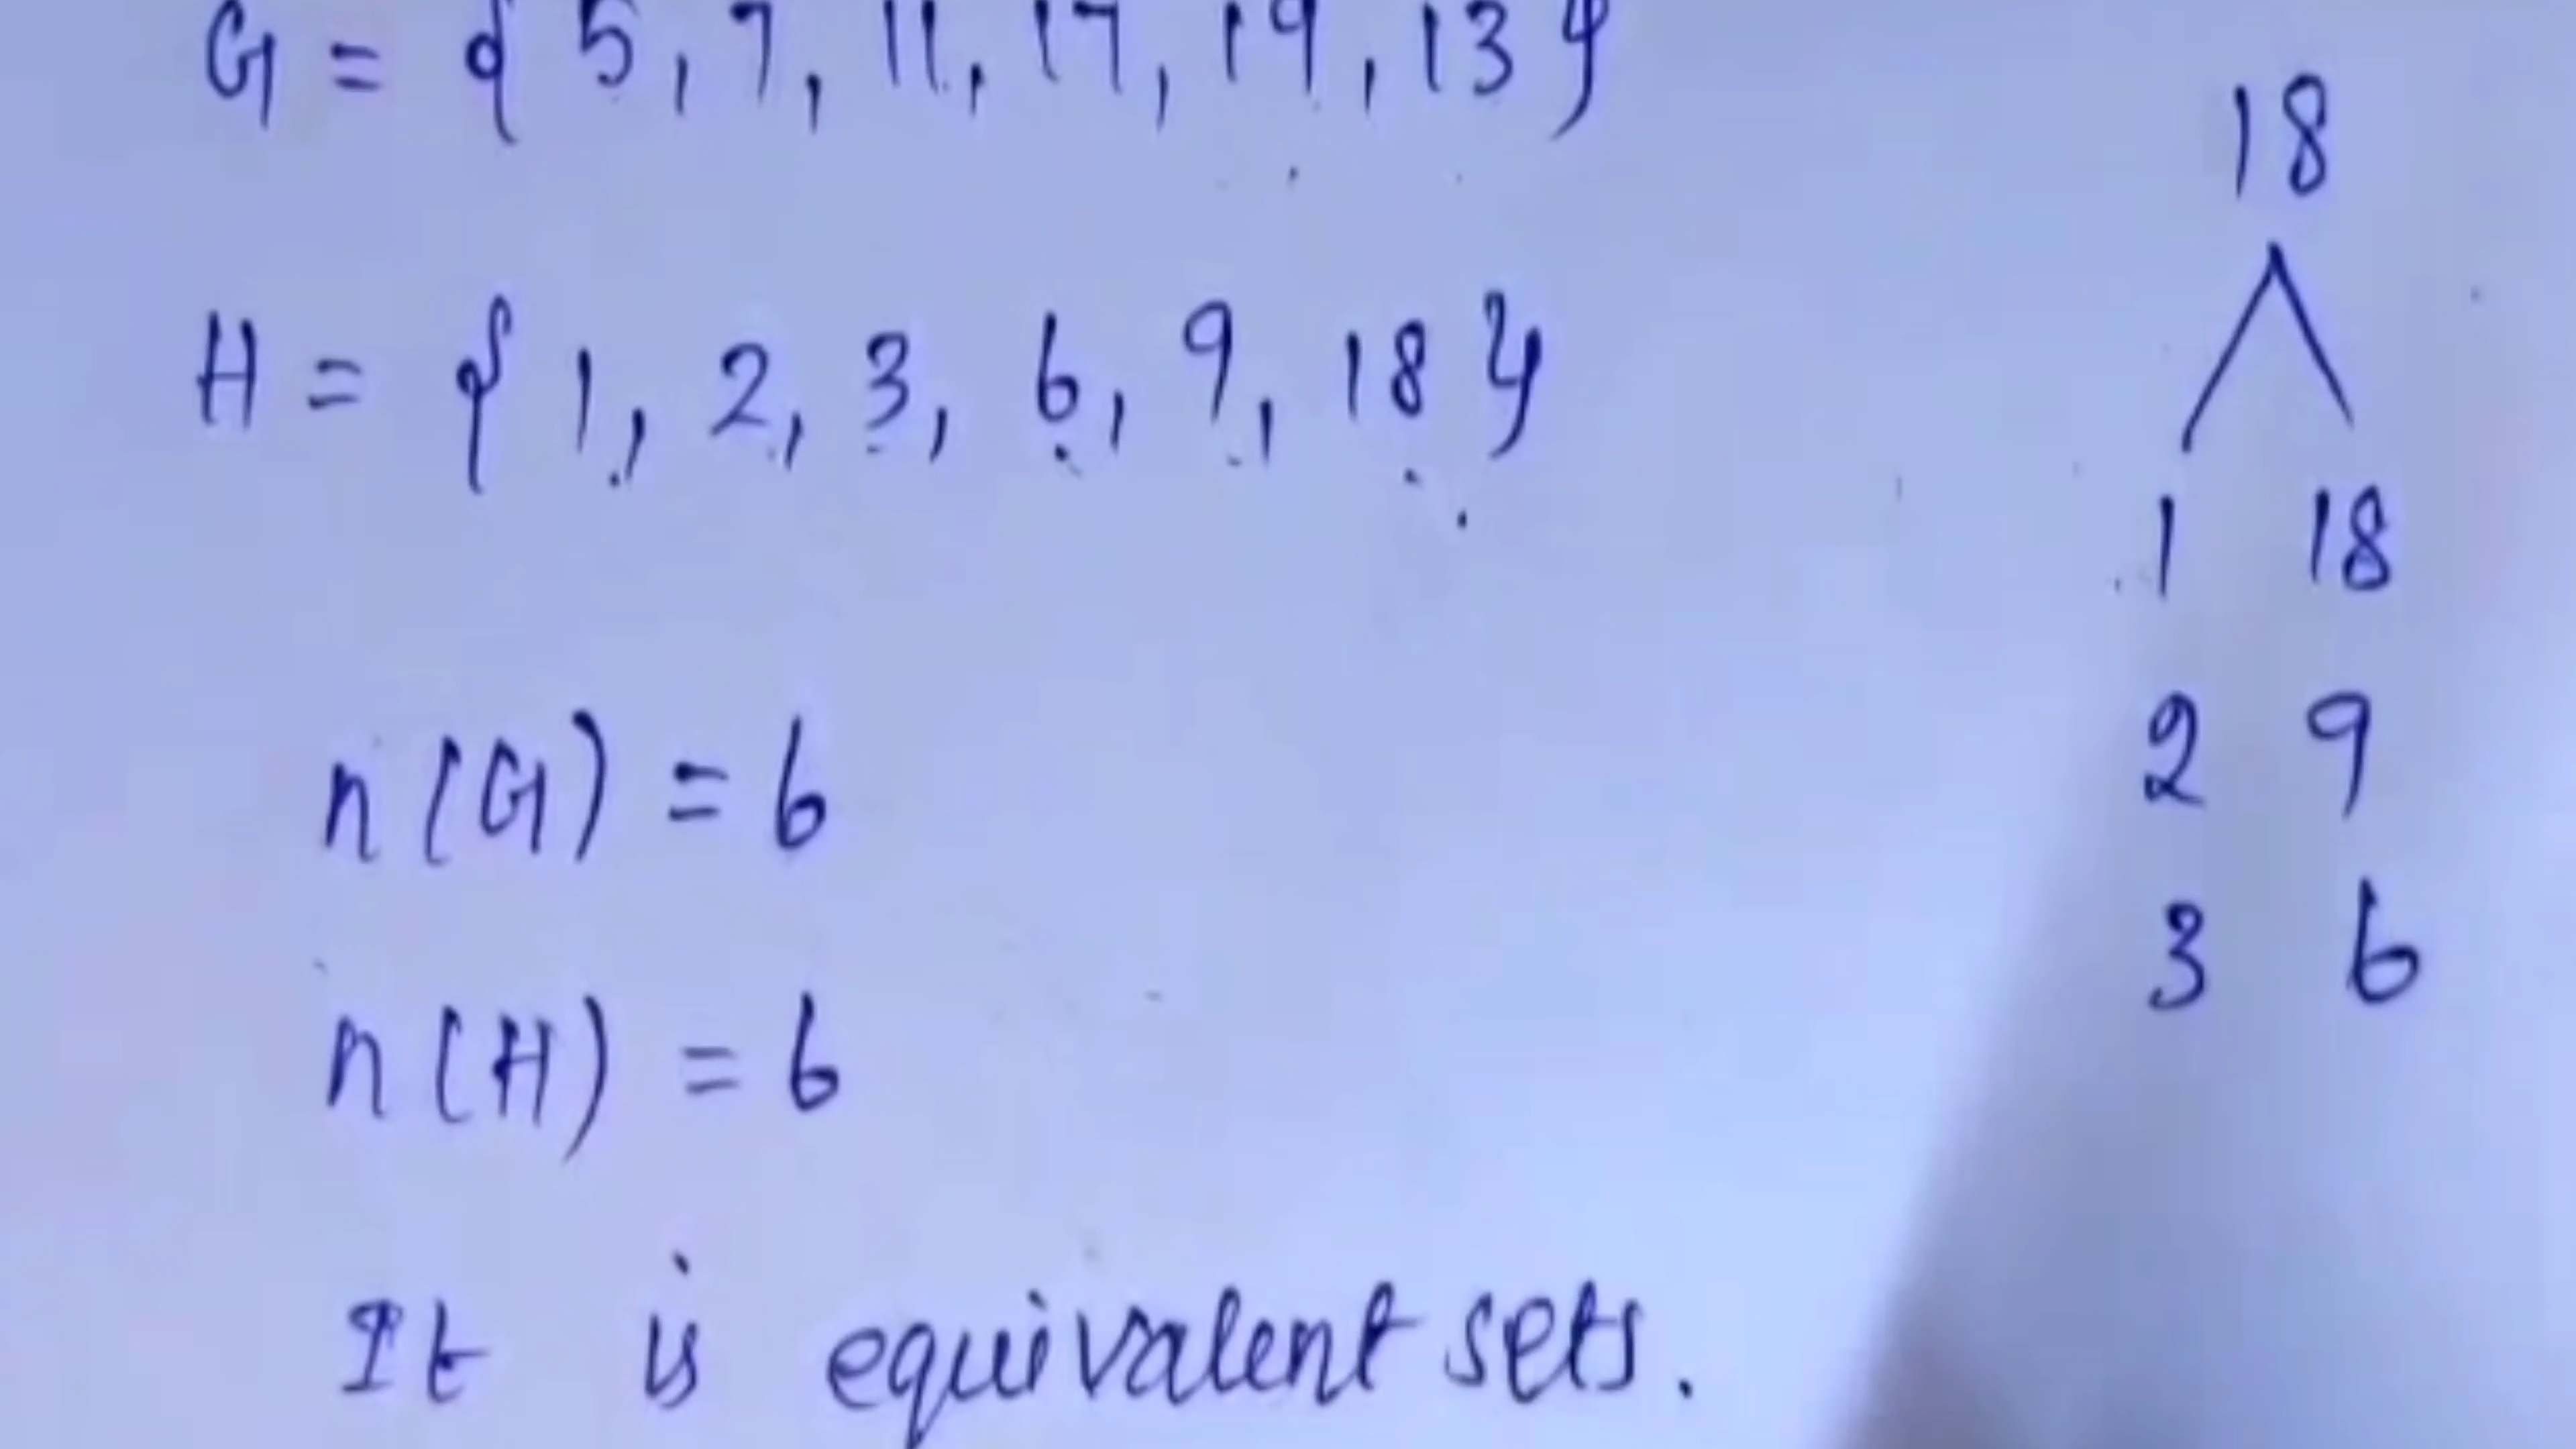 G = { 5, 7, 11, 17, 19, 13 }
H = { 1, 2, 3, 6, 9, 18 }
n (G) = 6
n (H) = 6
It is equivalent sets.
18
1 18
2 9
3 6